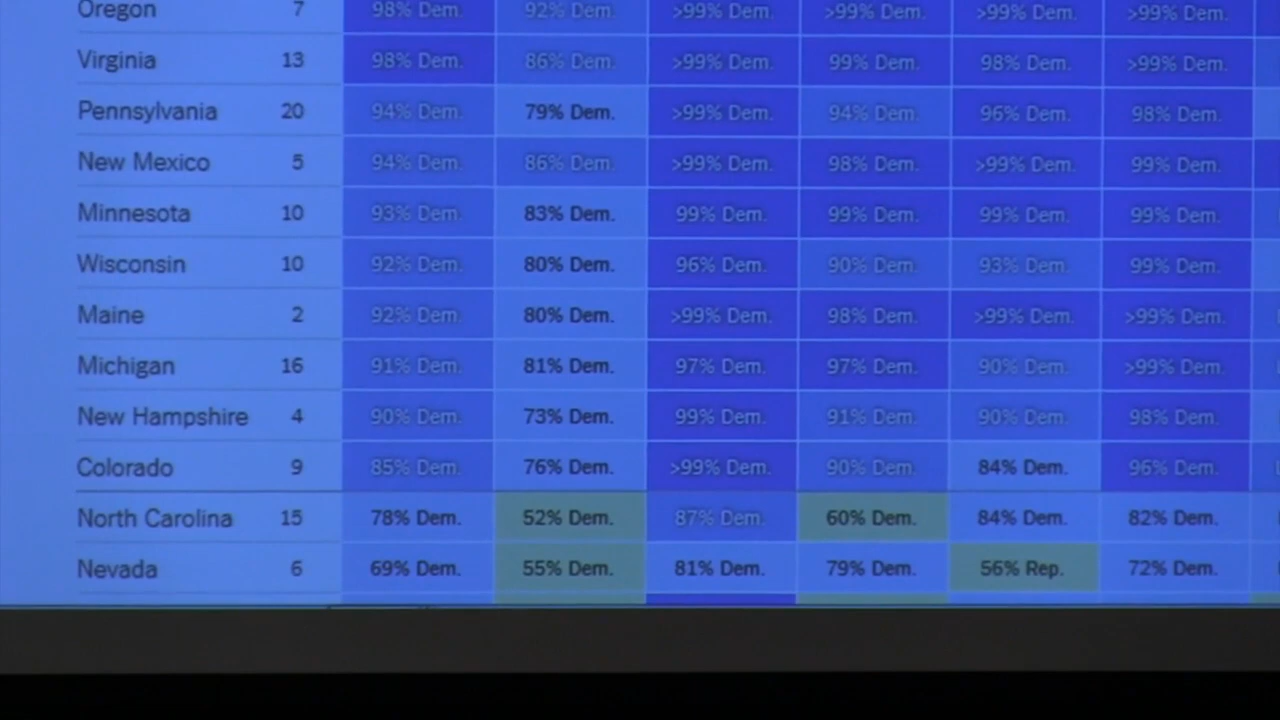 Oregon 7 98% Dem. 92% Dem. >99% Dem. >99% Dem. >99% Dem. >99% Dem.
Virginia 13 98% Dem. 86% Dem. >99% Dem. 99% Dem. 98% Dem. >99% Dem.
Pennsylvania 20 94% Dem. 79% Dem. >99% Dem. 94% Dem. 96% Dem. 98% Dem.
New Mexico 5 94% Dem. 86% Dem. >99% Dem. 98% Dem. >99% Dem. 99% Dem.
Minnesota 10 93% Dem. 83% Dem. 99% Dem. 99% Dem. 99% Dem. 99% Dem.
Wisconsin 10 92% Dem. 80% Dem. 96% Dem. 90% Dem. 93% Dem. 99% Dem.
Maine 2 92% Dem. 80% Dem. >99% Dem. 98% Dem. >99% Dem. >99% Dem.
Michigan 16 91% Dem. 81% Dem. 97% Dem. 97% Dem. 90% Dem. >99% Dem.
New Hampshire 4 90% Dem. 73% Dem. 99% Dem. 91% Dem. 90% Dem. 98% Dem.
Colorado 9 85% Dem. 76% Dem. >99% Dem. 90% Dem. 84% Dem. 96% Dem.
North Carolina 15 78% Dem. 52% Dem. 87% Dem. 60% Dem. 84% Dem. 82% Dem.
Nevada 6 69% Dem. 55% Dem. 81% Dem. 79% Dem. 56% Rep. 72% Dem.